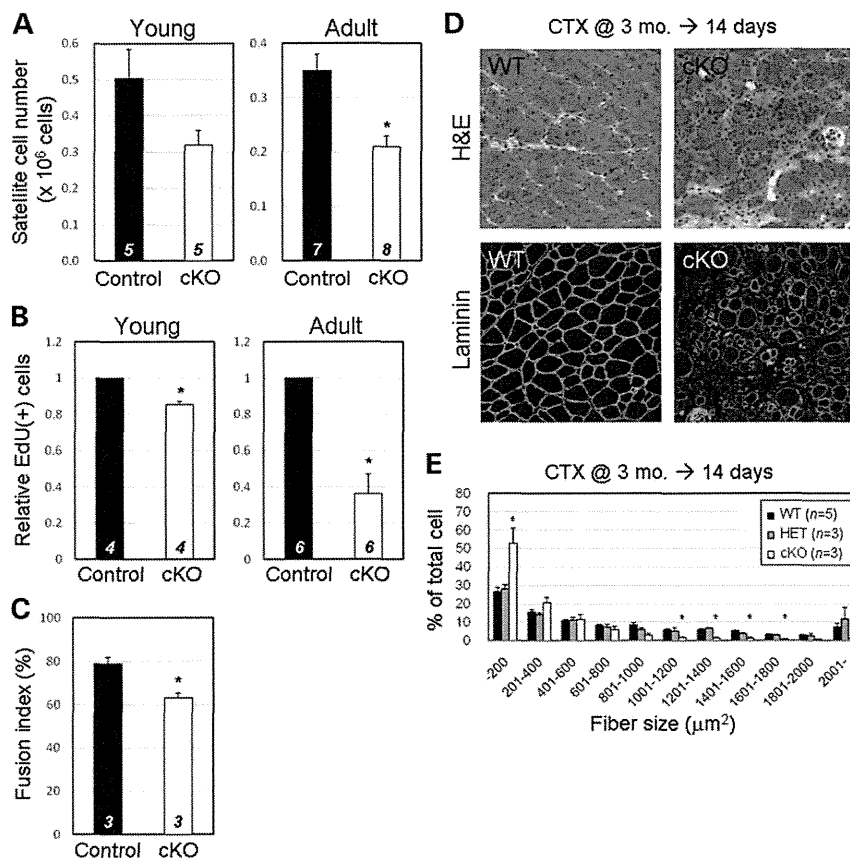 A
Young
Adult
Satellite cell number
(x 10⁶ cells)
0.6
0.5
0.4
0.3
0.2
0.1
0.0
5
5
Control cKO
0.4
0.3
0.2
0.1
0.0
*
7
8
Control cKO
B
Young
Adult
Relative EdU(+) cells
1.2
1
0.8
0.6
0.4
0.2
0
*
4
4
Control cKO
1.2
1
0.8
0.6
0.4
0.2
0
*
6
6
Control cKO
C
Fusion index (%)
100
80
60
40
20
0
*
3
3
Control cKO
D
CTX @ 3 mo. → 14 days
H&E
WT
cKO
Laminin
WT
cKO
E
CTX @ 3 mo. → 14 days
% of total cell
80
70
60
50
40
30
20
10
0
*
* * * *
WT (n=5)
HET (n=3)
cKO (n=3)
-200
201-400
401-600
601-800
801-1000
1001-1200
1201-1400
1401-1600
1601-1800
1801-2000
2001-
Fiber size (μm²)